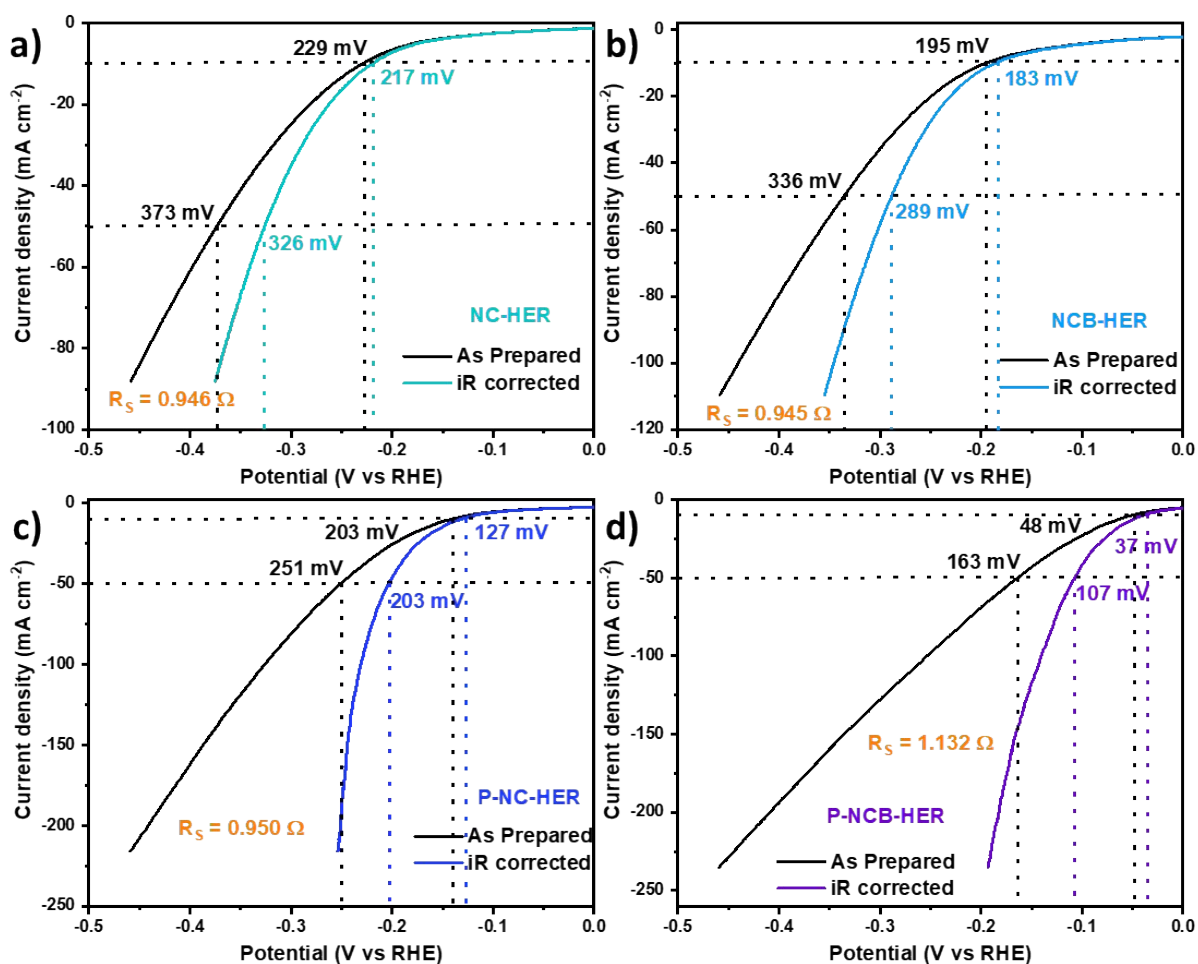 a)
229 mV
217 mV
373 mV
326 mV
NC-HER
As Prepared
iR corrected
R_S = 0.946 Ω
0
-20
-40
-60
-80
-100
-0.5
-0.4
-0.3
-0.2
-0.1
0.0
Current density (mA cm⁻²)
Potential (V vs RHE)
b)
195 mV
183 mV
336 mV
289 mV
NCB-HER
As Prepared
iR corrected
R_S = 0.945 Ω
0
-20
-40
-60
-80
-100
-120
-0.5
-0.4
-0.3
-0.2
-0.1
0.0
Current density (mA cm⁻²)
Potential (V vs RHE)
c)
203 mV
127 mV
251 mV
203 mV
P-NC-HER
R_S = 0.950 Ω
As Prepared
iR corrected
0
-50
-100
-150
-200
-250
-0.5
-0.4
-0.3
-0.2
-0.1
0.0
Current density (mA cm⁻²)
Potential (V vs RHE)
d)
48 mV
37 mV
163 mV
107 mV
R_S = 1.132 Ω
P-NCB-HER
As Prepared
iR corrected
0
-50
-100
-150
-200
-250
-0.5
-0.4
-0.3
-0.2
-0.1
0.0
Current density (mA cm⁻²)
Potential (V vs RHE)